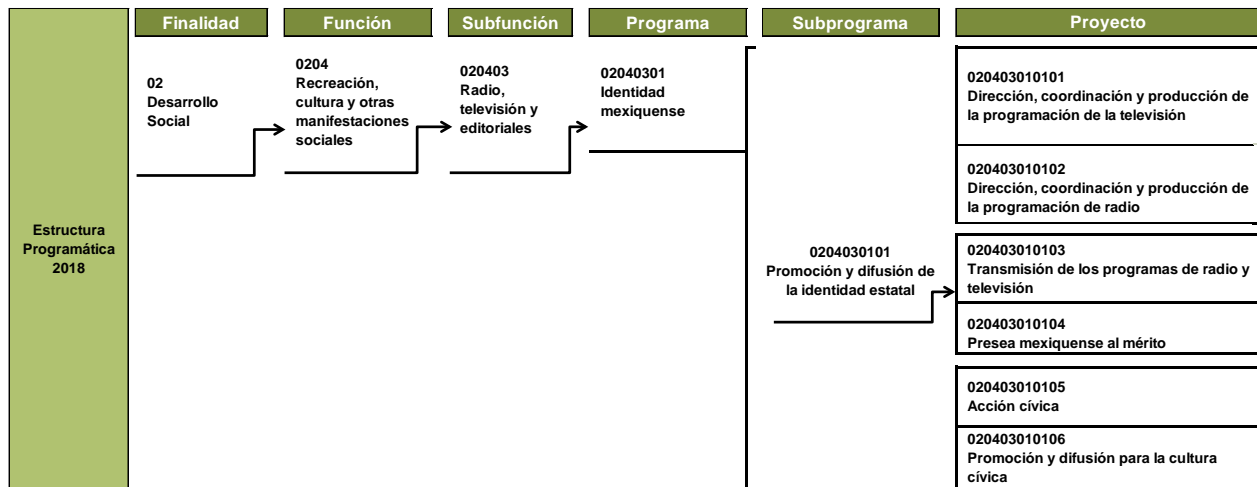 Finalidad
Función
Subfunción
Programa
Subprograma
Proyecto
Estructura
Programática
2018
02
Desarrollo
Social
0204
Recreación,
cultura y otras
manifestaciones
sociales
020403
Radio,
televisión y
editoriales
02040301
Identidad
mexiquense
0204030101
Promoción y difusión de
la identidad estatal
020403010101
Dirección, coordinación y producción de
la programación de la televisión
020403010102
Dirección, coordinación y producción de
la programación de radio
020403010103
Transmisión de los programas de radio y
televisión
020403010104
Presea mexiquense al mérito
020403010105
Acción cívica
020403010106
Promoción y difusión para la cultura
cívica